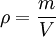 ρ = m/V